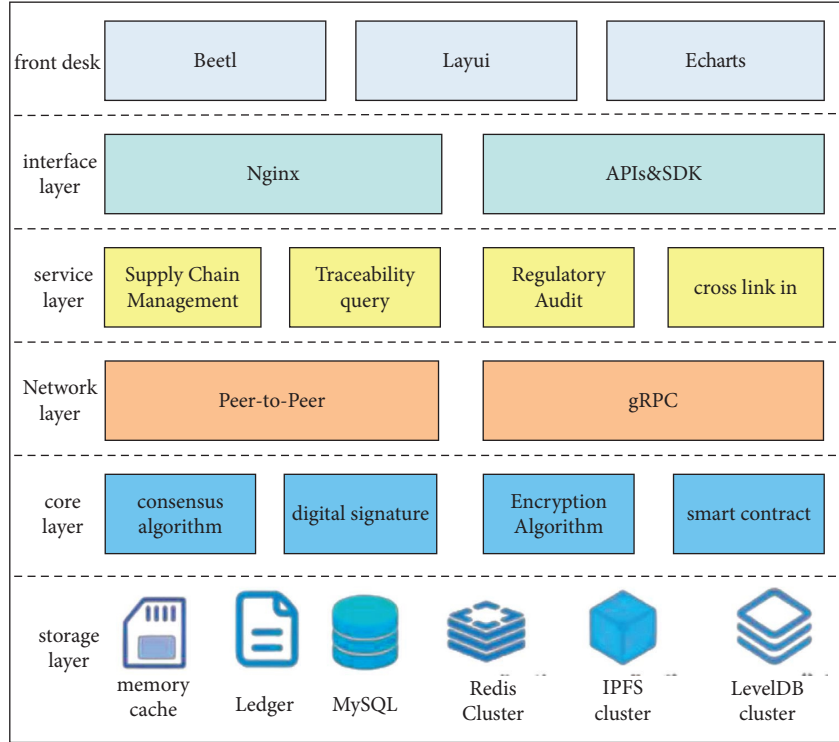 front desk
Beetl
Layui
Echarts
interface
layer
Nginx
APIs&SDK
service
layer
Supply Chain
Management
Traceability
query
Regulatory
Audit
cross link in
Network
layer
Peer-to-Peer
gRPC
core
layer
consensus
algorithm
digital signature
Encryption
Algorithm
smart contract
storage
layer
memory
cache
Ledger
MySQL
Redis
Cluster
IPFS
cluster
LevelDB
cluster